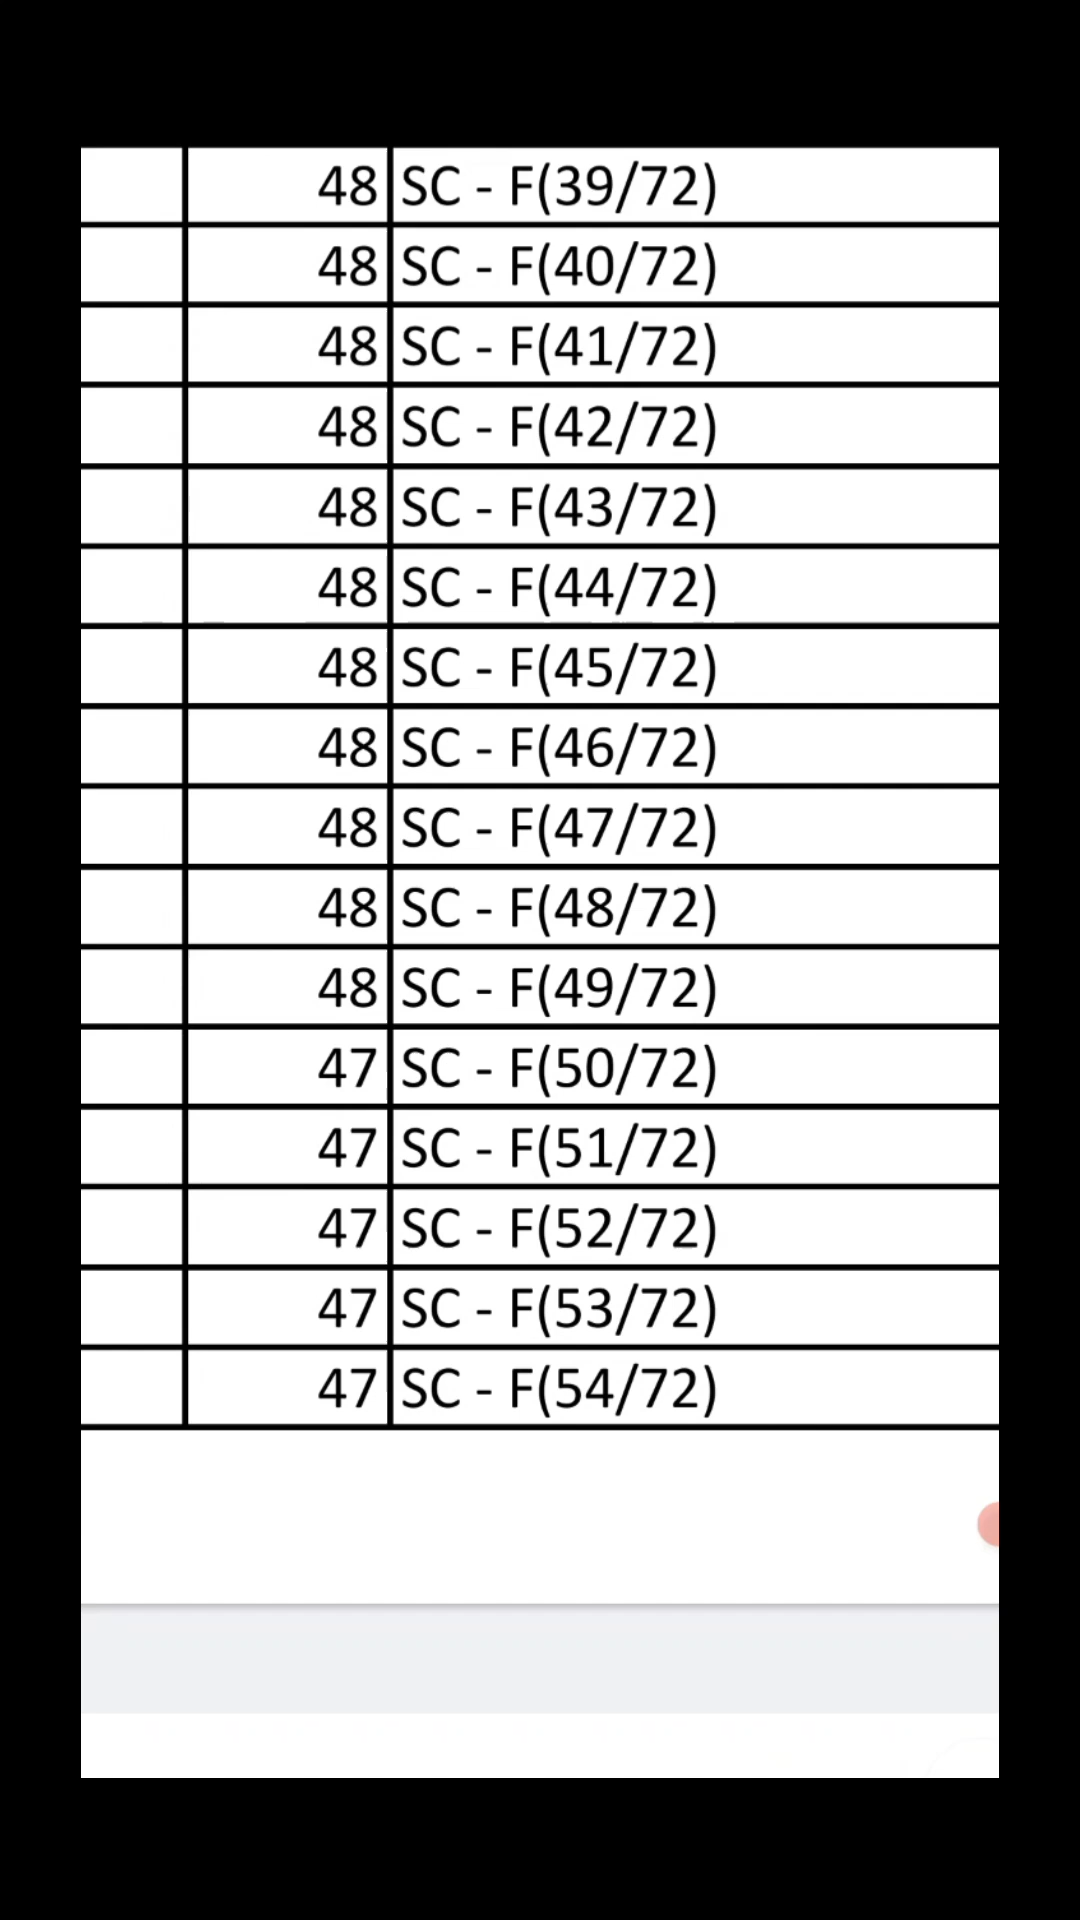 48 SC - F(39/72)
48 SC - F(40/72)
48 SC - F(41/72)
48 SC - F(42/72)
48 SC - F(43/72)
48 SC - F(44/72)
48 SC - F(45/72)
48 SC - F(46/72)
48 SC - F(47/72)
48 SC - F(48/72)
48 SC - F(49/72)
47 SC - F(50/72)
47 SC - F(51/72)
47 SC - F(52/72)
47 SC - F(53/72)
47 SC - F(54/72)